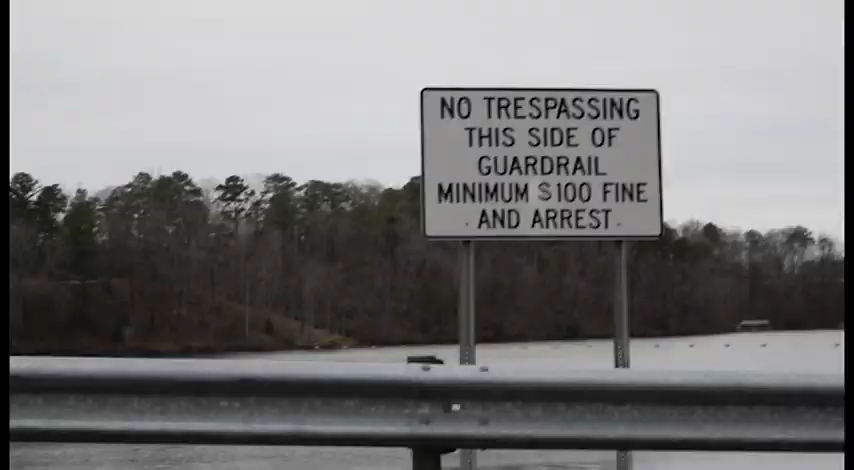 NO TRESPASSING
THIS SIDE OF
GUARDRAIL
MINIMUM $100 FINE
AND ARREST